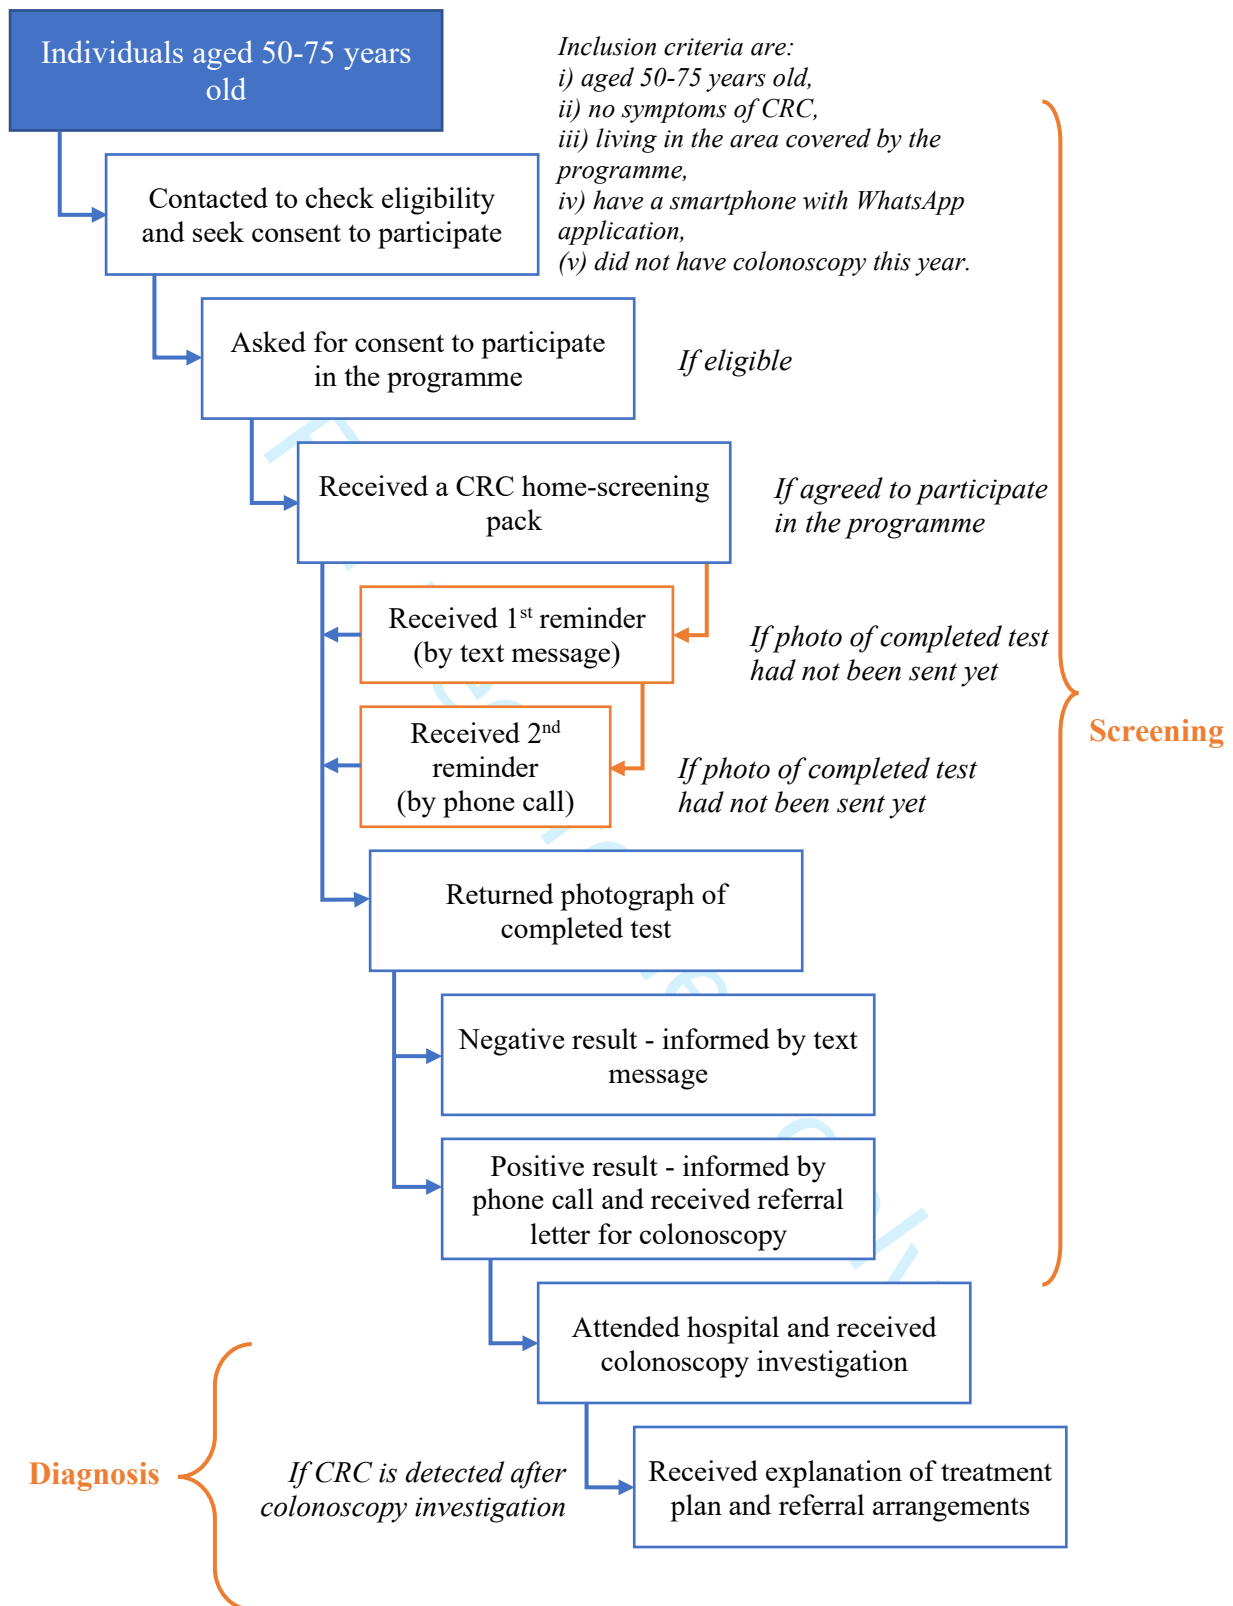 Individuals aged 50-75 years
old
Inclusion criteria are:
i) aged 50-75 years old,
ii) no symptoms of CRC,
iii) living in the area covered by the
programme,
iv) have a smartphone with WhatsApp
application,
(v) did not have colonoscopy this year.
Contacted to check eligibility
and seek consent to participate
Asked for consent to participate
in the programme
If eligible
Received a CRC home-screening
pack
If agreed to participate
in the programme
Received 1st reminder
(by text message)
If photo of completed test
had not been sent yet
Received 2nd
reminder
(by phone call)
If photo of completed test
had not been sent yet
Screening
Returned photograph of
completed test
Negative result - informed by text
message
Positive result - informed by
phone call and received referral
letter for colonoscopy
Attended hospital and received
colonoscopy investigation
Diagnosis
If CRC is detected after
colonoscopy investigation
Received explanation of treatment
plan and referral arrangements